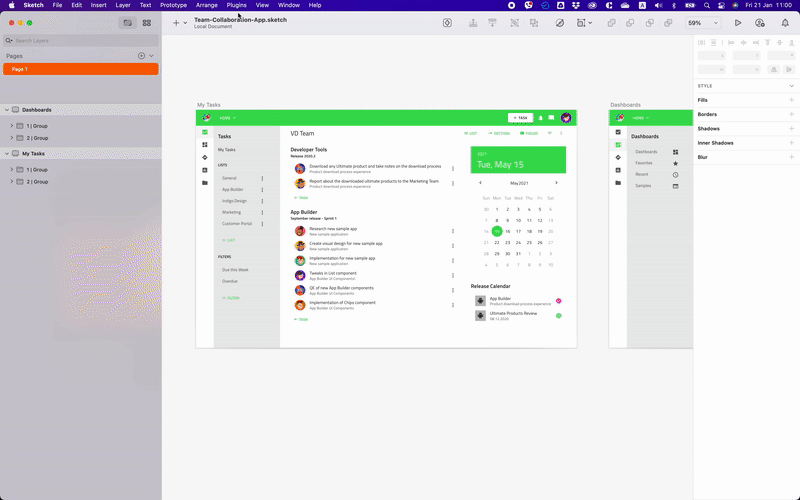 Sketch File Edit Insert Layer Text Prototype Arrange Plugins View Window Help
A
Fri 21 Jan 11:00
Team-Collaboration-App.sketch
Local Document
59%
Search Layers
Pages
Page 1
Dashboards
1 | Group
2 | Group
My Tasks
1 | Group
2 | Group
My Tasks
HOME
+ TASK
Tasks
My Tasks
LISTS
General
App Builder
Indigo.Design
Marketing
Customer Portal
+ LIST
FILTERS
Due this Week
Overdue
+ FILTER
VD Team
Developer Tools
Release 2020.2
Download any Ultimate product and take notes on the download process
Product download process experience
Report about the downloaded ultimate products to the Marketing Team
Product download process experience
+ TASK
App Builder
September release - Sprint 1
Research new sample app
New sample application
Create visual design for new sample app
New sample application
Implementation for new sample app
New sample application
Tweaks in List component
App Builder UI Components
QE of new App Builder components
App Builder UI Components
Implementation of Chips component
App Builder UI Components
+ TASK
2021
Tue, May 15
May 2021
Sun Mon Tue Wed Thu Fri Sat
30 1 2 3 4 5 6
7 8 9 10 11 12 13
14 15 16 17 18 19 20
21 22 23 24 25 26 27
28 29 30 31 1 2 3
4 5 6 7 8 9 10
Release Calendar
App Builder
Product download process experience
Ultimate Products Review
08.12.2020
Dashboards
HOME
Dashboards
Dashboards
Favorites
Recent
Samples
STYLE
Fills
Borders
Shadows
Inner Shadows
Blur